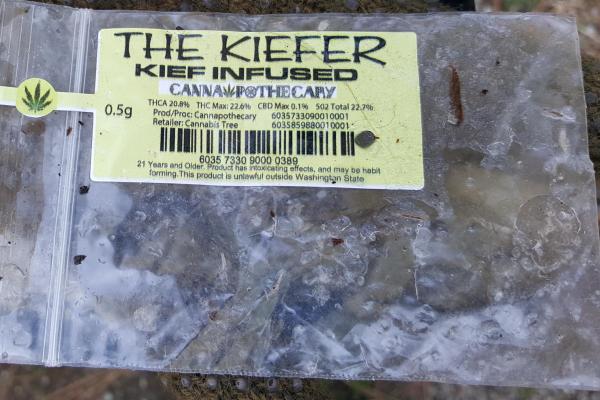 THE KIEFER
KIEF INFUSED
CANNAPOTHECARY
0.5g
THCA 20.8% THC Max: 22.6% CBD Max 0.1% 502 Total 22.7%
Prod/Proc: Cannapothecary 6035733090010001
Retailer: Cannabis Tree 6035859880010001
6035 7330 9000 0389
21 Years and Older. Product has intoxicating effects, and may be habit
forming.This product is unlawful outside Washington State